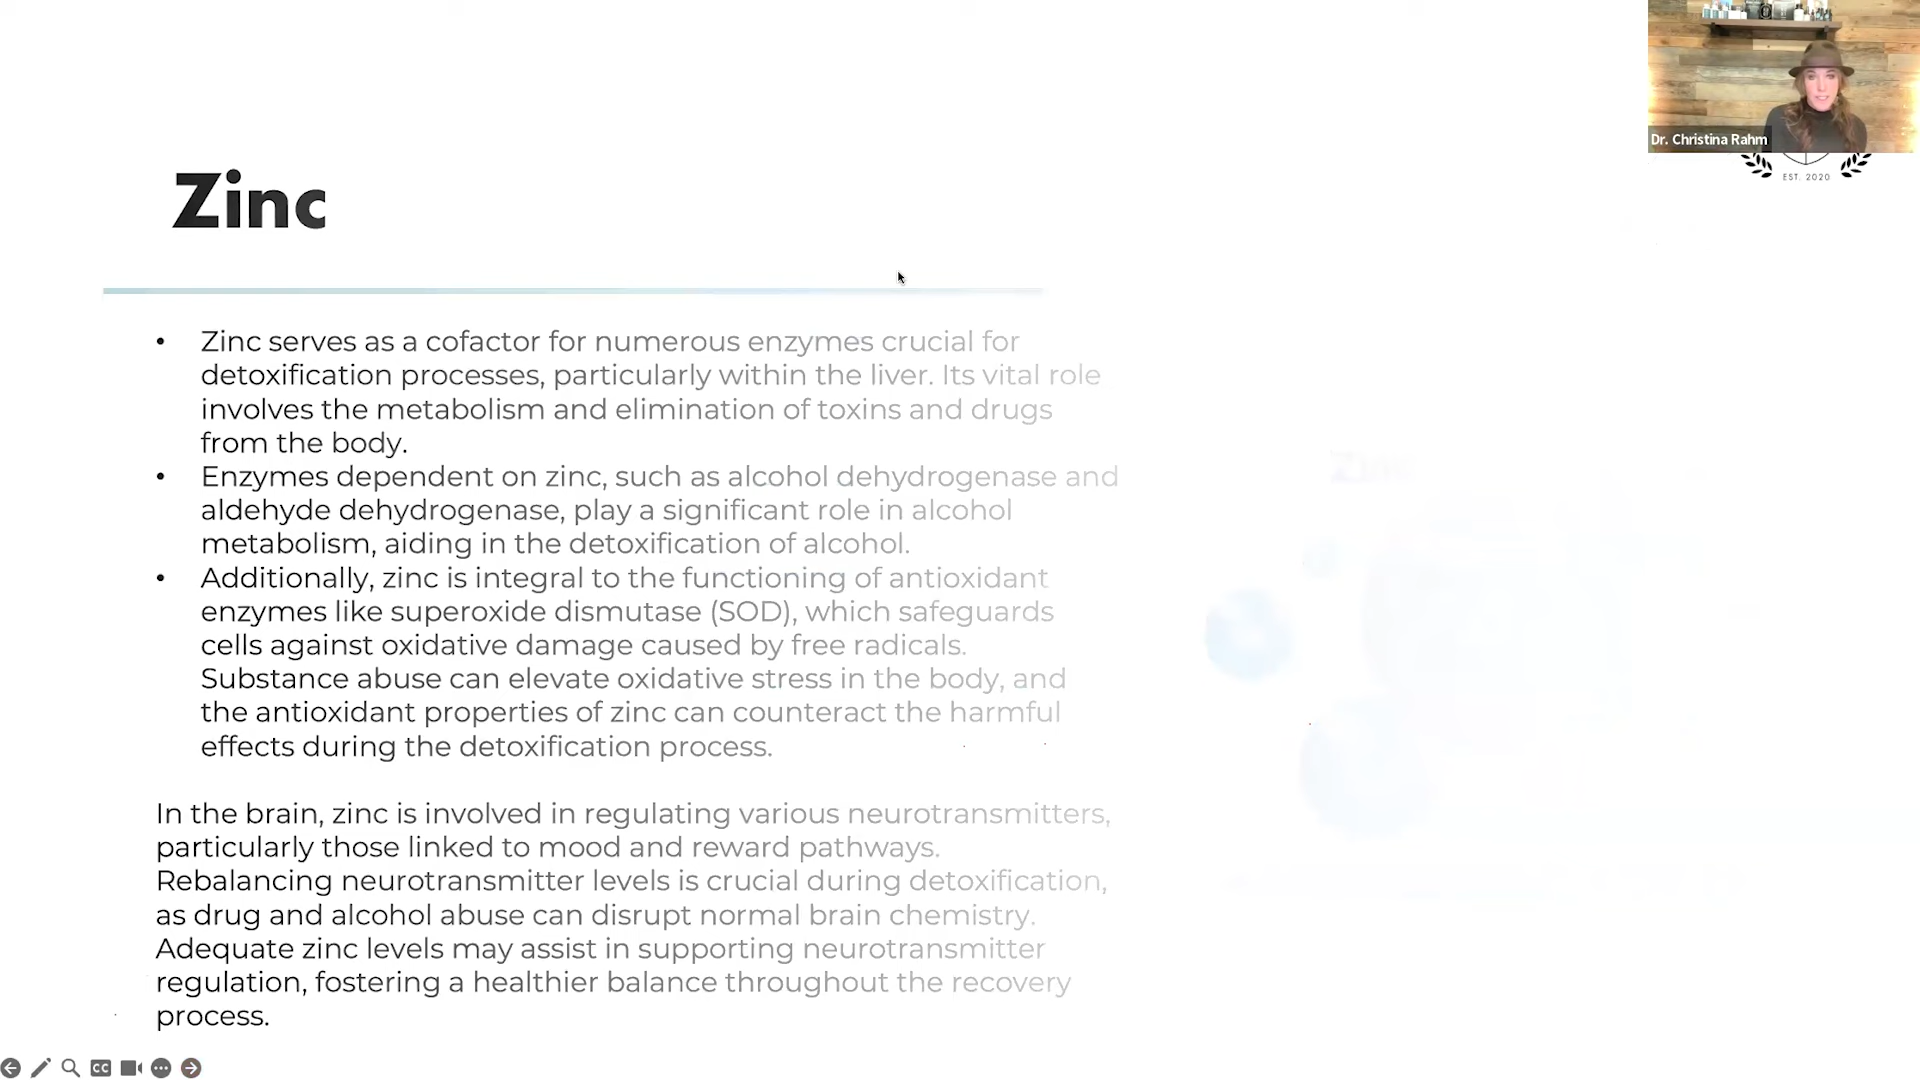 Dr. Christina Rahm
EST. 2020
Zinc
• Zinc serves as a cofactor for numerous enzymes crucial for
detoxification processes, particularly within the liver. Its vital role
involves the metabolism and elimination of toxins and drugs
from the body.
• Enzymes dependent on zinc, such as alcohol dehydrogenase and
aldehyde dehydrogenase, play a significant role in alcohol
metabolism, aiding in the detoxification of alcohol.
• Additionally, zinc is integral to the functioning of antioxidant
enzymes like superoxide dismutase (SOD), which safeguards
cells against oxidative damage caused by free radicals.
Substance abuse can elevate oxidative stress in the body, and
the antioxidant properties of zinc can counteract the harmful
effects during the detoxification process.
In the brain, zinc is involved in regulating various neurotransmitters,
particularly those linked to mood and reward pathways.
Rebalancing neurotransmitter levels is crucial during detoxification,
as drug and alcohol abuse can disrupt normal brain chemistry.
Adequate zinc levels may assist in supporting neurotransmitter
regulation, fostering a healthier balance throughout the recovery
process.
Zinc
CC